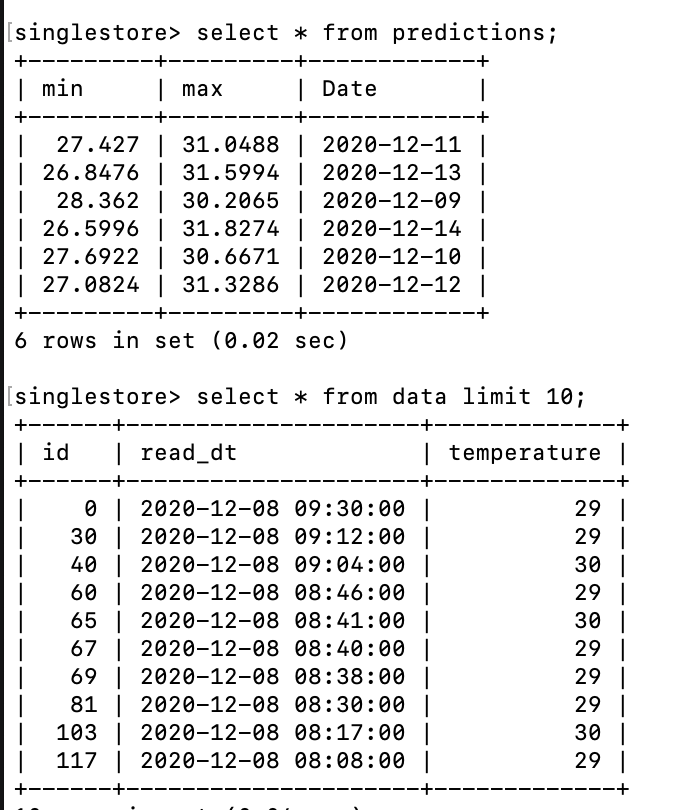 [singlestore> select * from predictions;
+---------+---------+------------+
| min     | max     | Date       |
+---------+---------+------------+
|  27.427 | 31.0488 | 2020-12-11 |
| 26.8476 | 31.5994 | 2020-12-13 |
|  28.362 | 30.2065 | 2020-12-09 |
| 26.5996 | 31.8274 | 2020-12-14 |
| 27.6922 | 30.6671 | 2020-12-10 |
| 27.0824 | 31.3286 | 2020-12-12 |
+---------+---------+------------+
6 rows in set (0.02 sec)
[singlestore> select * from data limit 10;
+------+---------------------+-------------+
| id   | read_dt             | temperature |
+------+---------------------+-------------+
|    0 | 2020-12-08 09:30:00 |          29 |
|   30 | 2020-12-08 09:12:00 |          29 |
|   40 | 2020-12-08 09:04:00 |          30 |
|   60 | 2020-12-08 08:46:00 |          29 |
|   65 | 2020-12-08 08:41:00 |          30 |
|   67 | 2020-12-08 08:40:00 |          29 |
|   69 | 2020-12-08 08:38:00 |          29 |
|   81 | 2020-12-08 08:30:00 |          29 |
|  103 | 2020-12-08 08:17:00 |          30 |
|  117 | 2020-12-08 08:08:00 |          29 |
+------+---------------------+-------------+